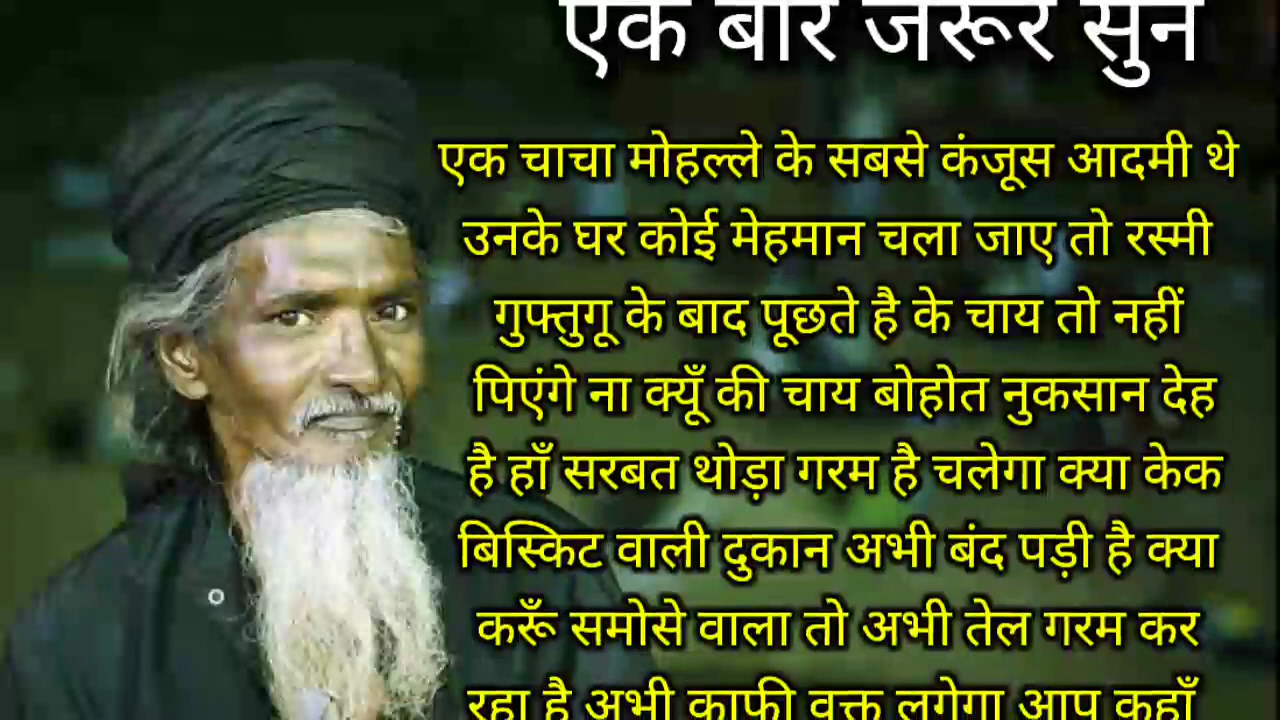 एक बार जरूर सुन
एक चाचा मोहल्ले के सबसे कंजूस आदमी थे
उनके घर कोई मेहमान चला जाए तो रस्मी
गुफ्तुगू के बाद पूछते है के चाय तो नहीं
पिएंगे ना क्यूँ की चाय बोहोत नुकसान देह
है हाँ सरबत थोड़ा गरम है चलेगा क्या केक
बिस्किट वाली दुकान अभी बंद पड़ी है क्या
करूँ समोसे वाला तो अभी तेल गरम कर
रहा है अभी काफी वक्त लगेगा आप कहाँ